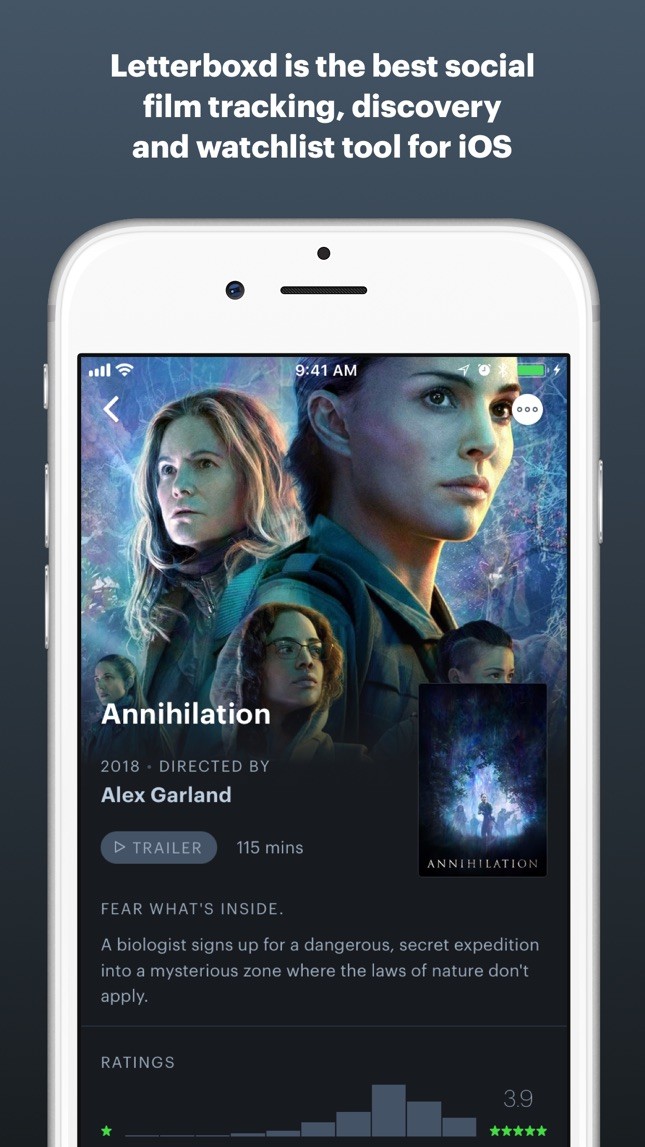 Letterboxd is the best social
film tracking, discovery
and watchlist tool for iOS
9:41 AM
Annihilation
2018 • DIRECTED BY
Alex Garland
TRAILER
115 mins
ANNIHILATION
FEAR WHAT'S INSIDE.
A biologist signs up for a dangerous, secret expedition
into a mysterious zone where the laws of nature don't
apply.
RATINGS
3.9